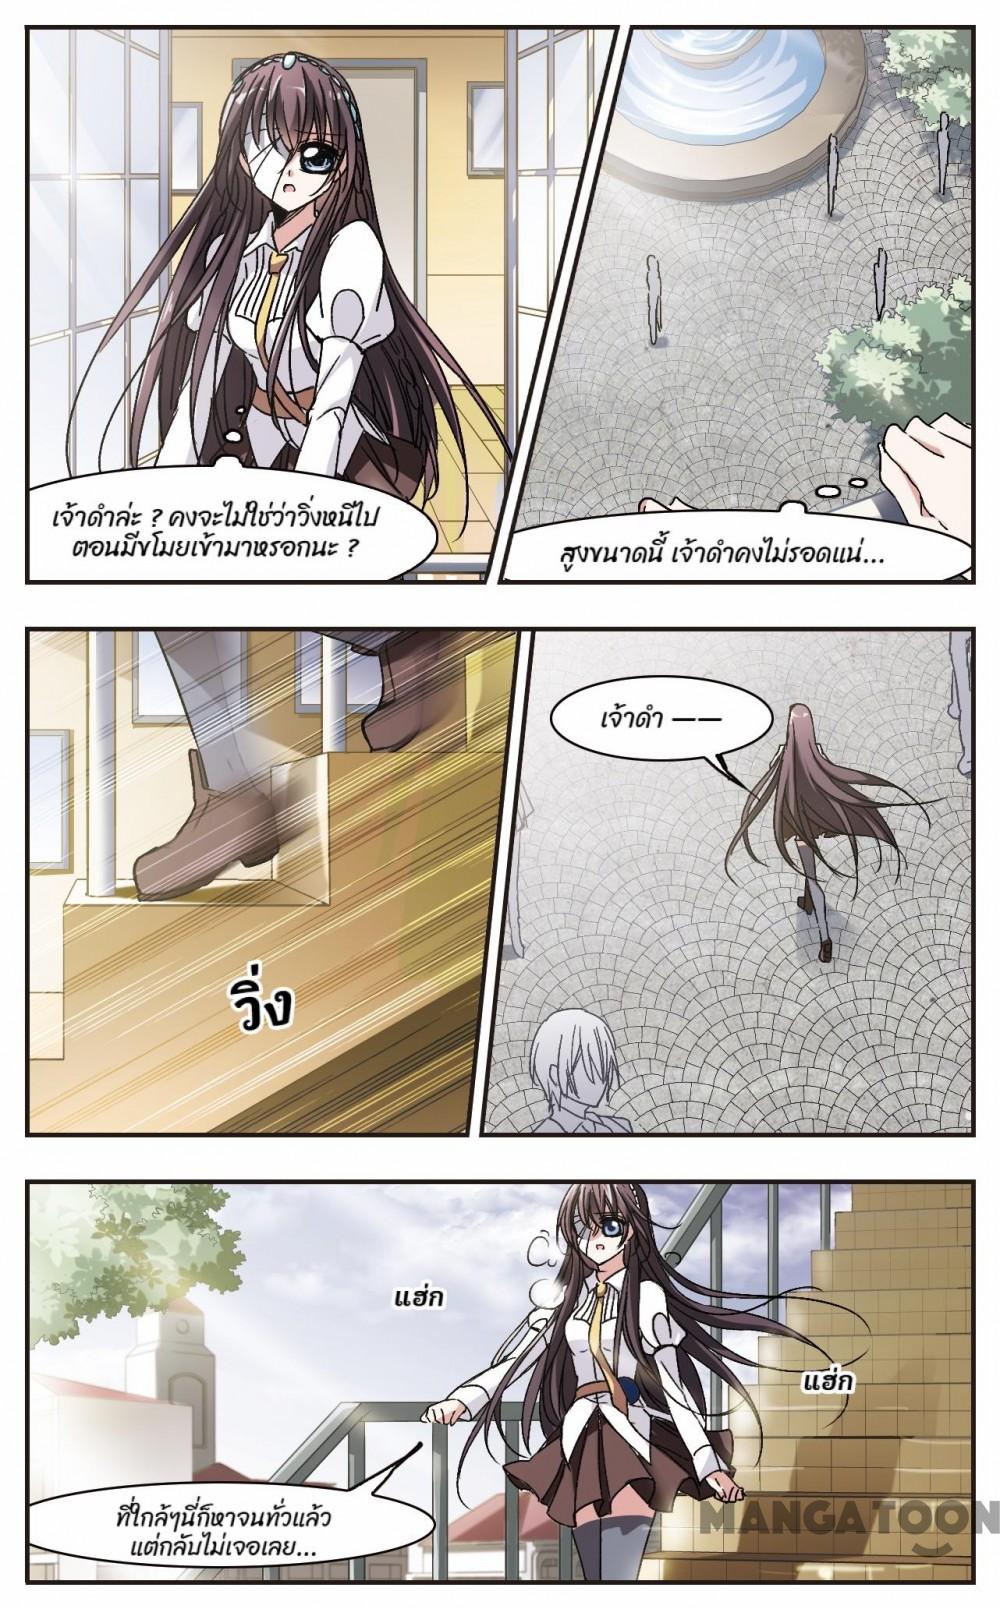 เจ้าดำล่ะ ? คงจะไม่ใช่ว่าวิ่งหนีไป
ตอนมีขโมยเข้ามาหรอกนะ ?
สูงขนาดนี้ เจ้าดำคงไม่รอดแน่...
วิ่ง
เจ้าดำ ——
แฮ่ก
แฮ่ก
ที่ใกล้ๆนี่ก็หาจนทั่วแล้ว
แต่กลับไม่เจอเลย...
MANGATOON